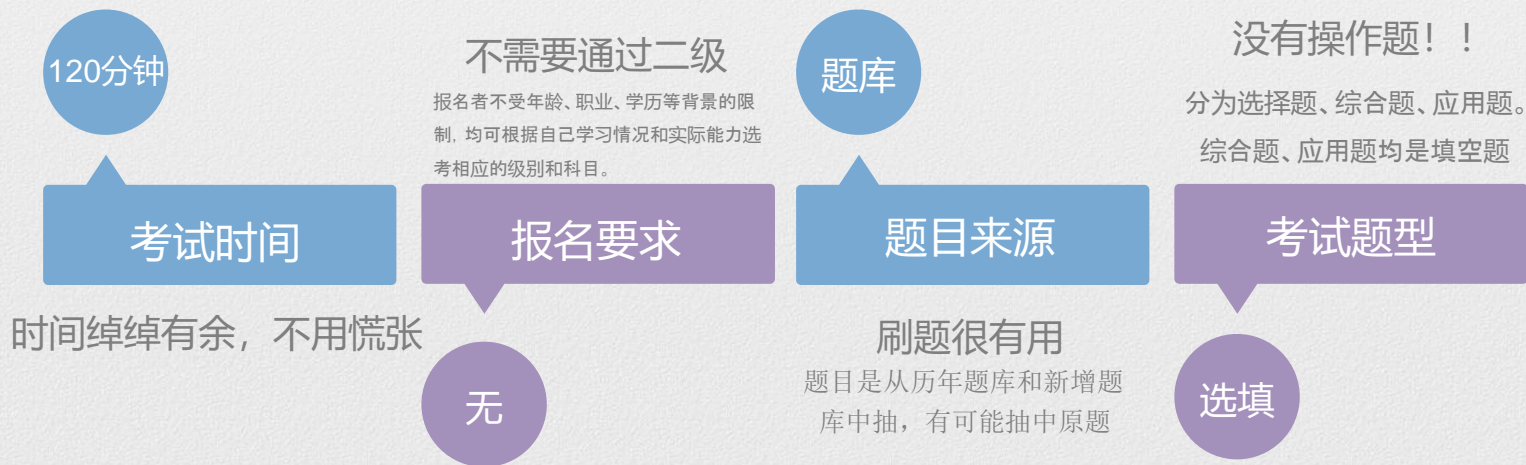 120分钟
考试时间
时间绰绰有余，不用慌张
不需要通过二级
报名者不受年龄、职业、学历等背景的限
制，均可根据自己学习情况和实际能力选
考相应的级别和科目。
报名要求
无
题库
题目来源
刷题很有用
题目是从历年题库和新增题
库中抽，有可能抽中原题
没有操作题！！
分为选择题、综合题、应用题。
综合题、应用题均是填空题
考试题型
选填